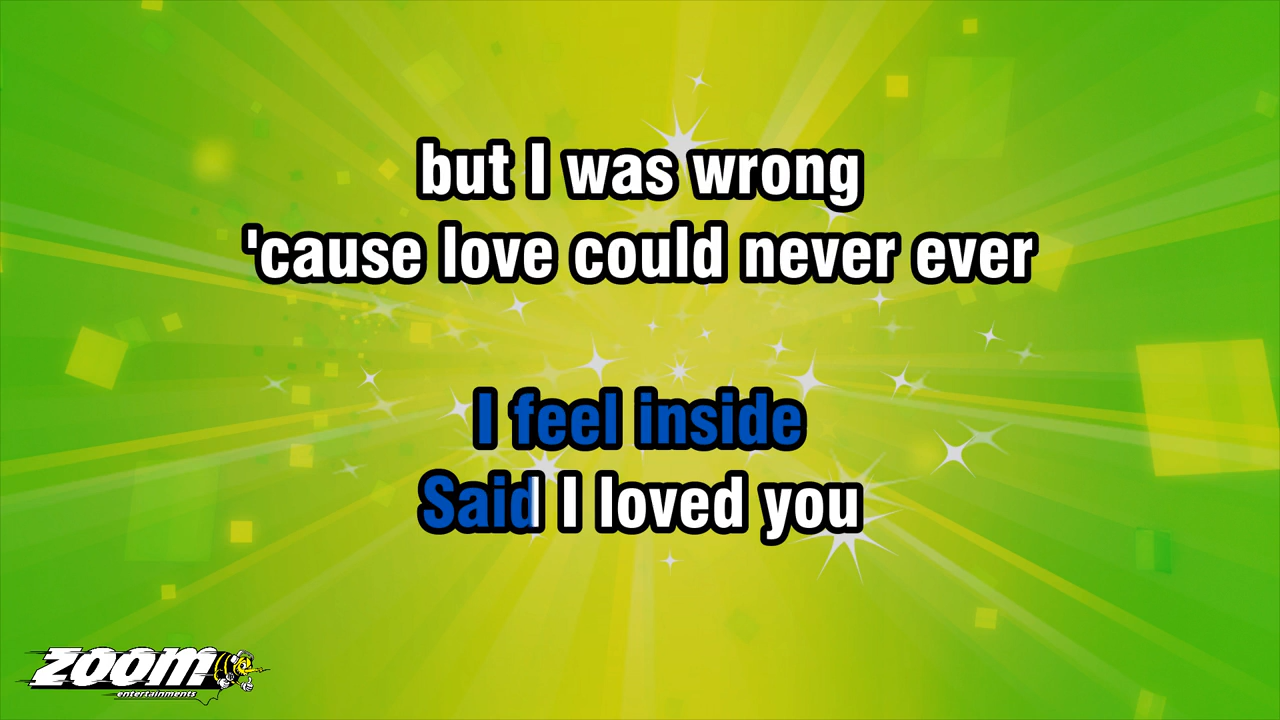 but I was wrong
'cause love could never ever
I feel inside
Said I loved you
zoom
entertainments